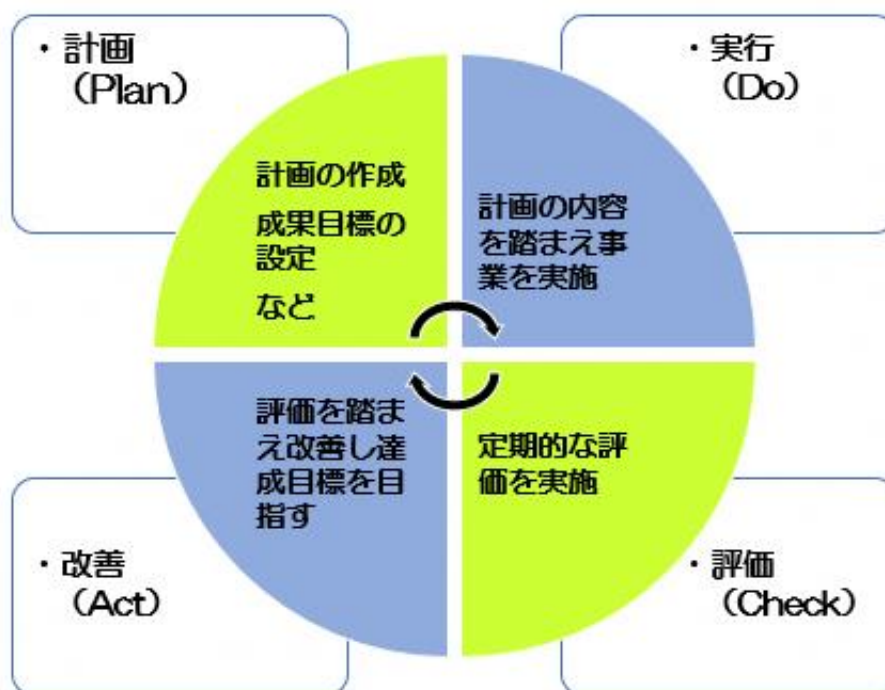 ・計画
(Plan)
計画の作成
成果目標の
設定
など
・実行
(Do)
計画の内容
を踏まえ事
業を実施
評価を踏ま
え改善し達
成目標を目
指す
・改善
(Act)
定期的な評
価を実施
・評価
(Check)